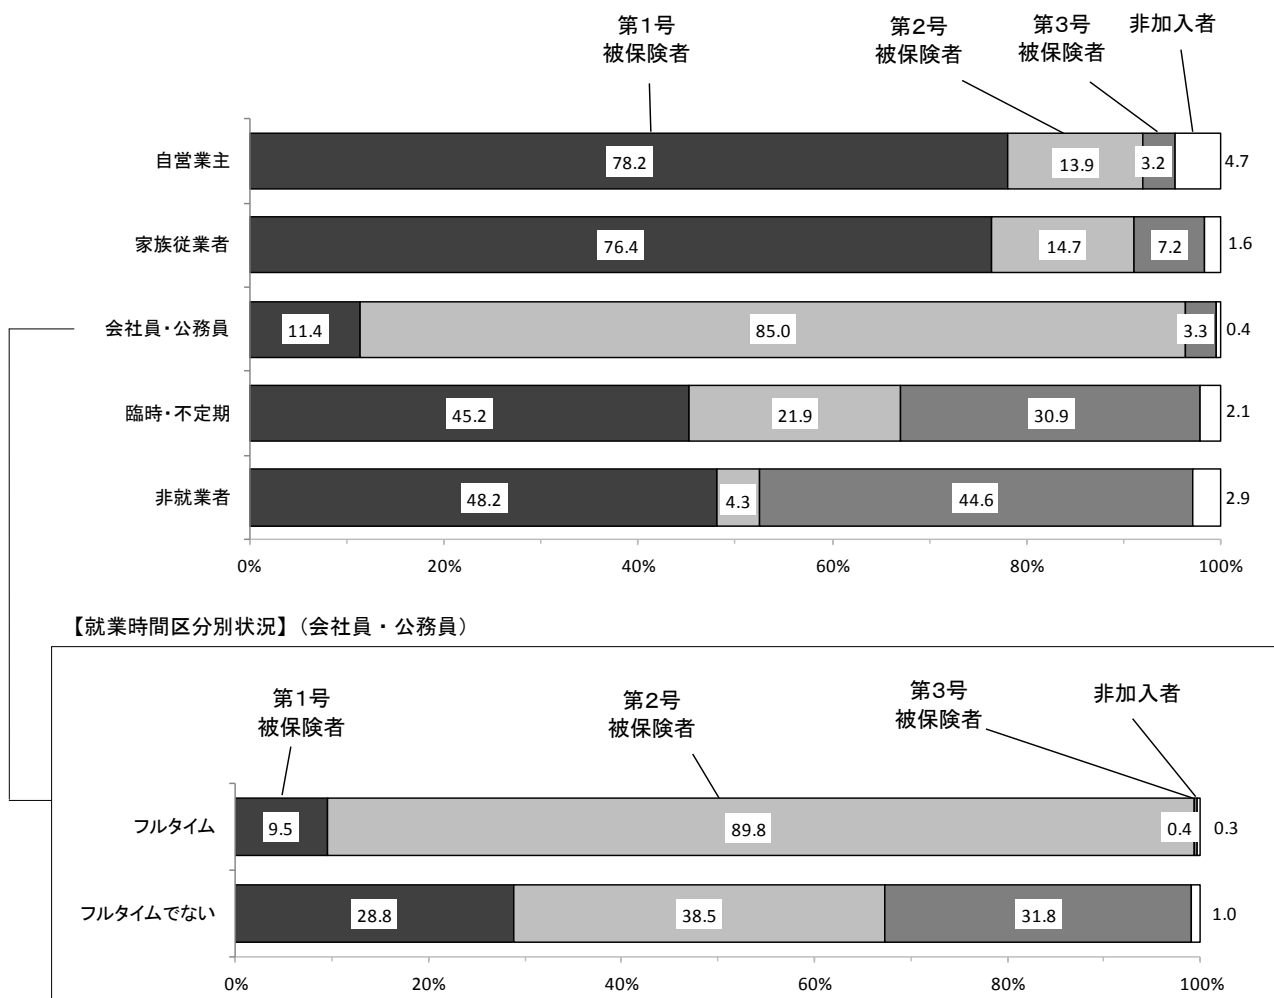 第1号
被保険者
第2号
被保険者
第3号
被保険者
非加入者
自営業主
78.2
13.9
3.2
4.7
家族従業者
76.4
14.7
7.2
1.6
会社員・公務員
11.4
85.0
3.3
0.4
臨時・不定期
45.2
21.9
30.9
2.1
非就業者
48.2
4.3
44.6
2.9
0%
20%
40%
60%
80%
100%
【就業時間区分別状況】（会社員・公務員）
第1号
被保険者
第2号
被保険者
第3号
被保険者
非加入者
フルタイム
9.5
89.8
0.4
0.3
フルタイムでない
28.8
38.5
31.8
1.0
0%
20%
40%
60%
80%
100%